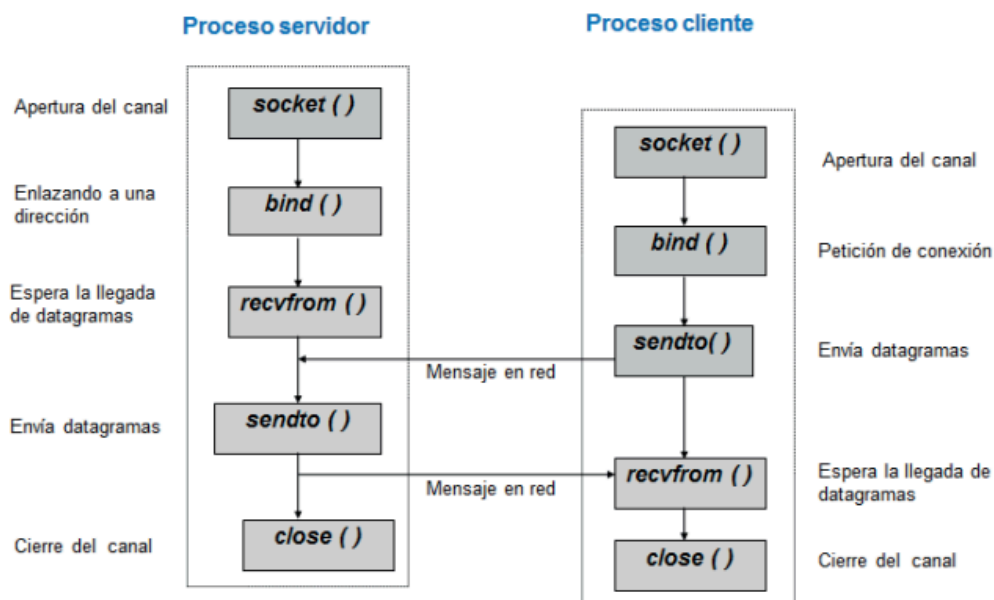 Proceso servidor
Proceso cliente
Apertura del canal
socket ( )
Enlazando a una
dirección
bind ( )
Espera la llegada
de datagramas
recvfrom ( )
Mensaje en red
Envía datagramas
sendto ( )
Mensaje en red
Cierre del canal
close ( )
socket ( )
Apertura del canal
bind ( )
Petición de conexión
sendto( )
Envía datagramas
recvfrom ( )
Espera la llegada de
datagramas
close ( )
Cierre del canal